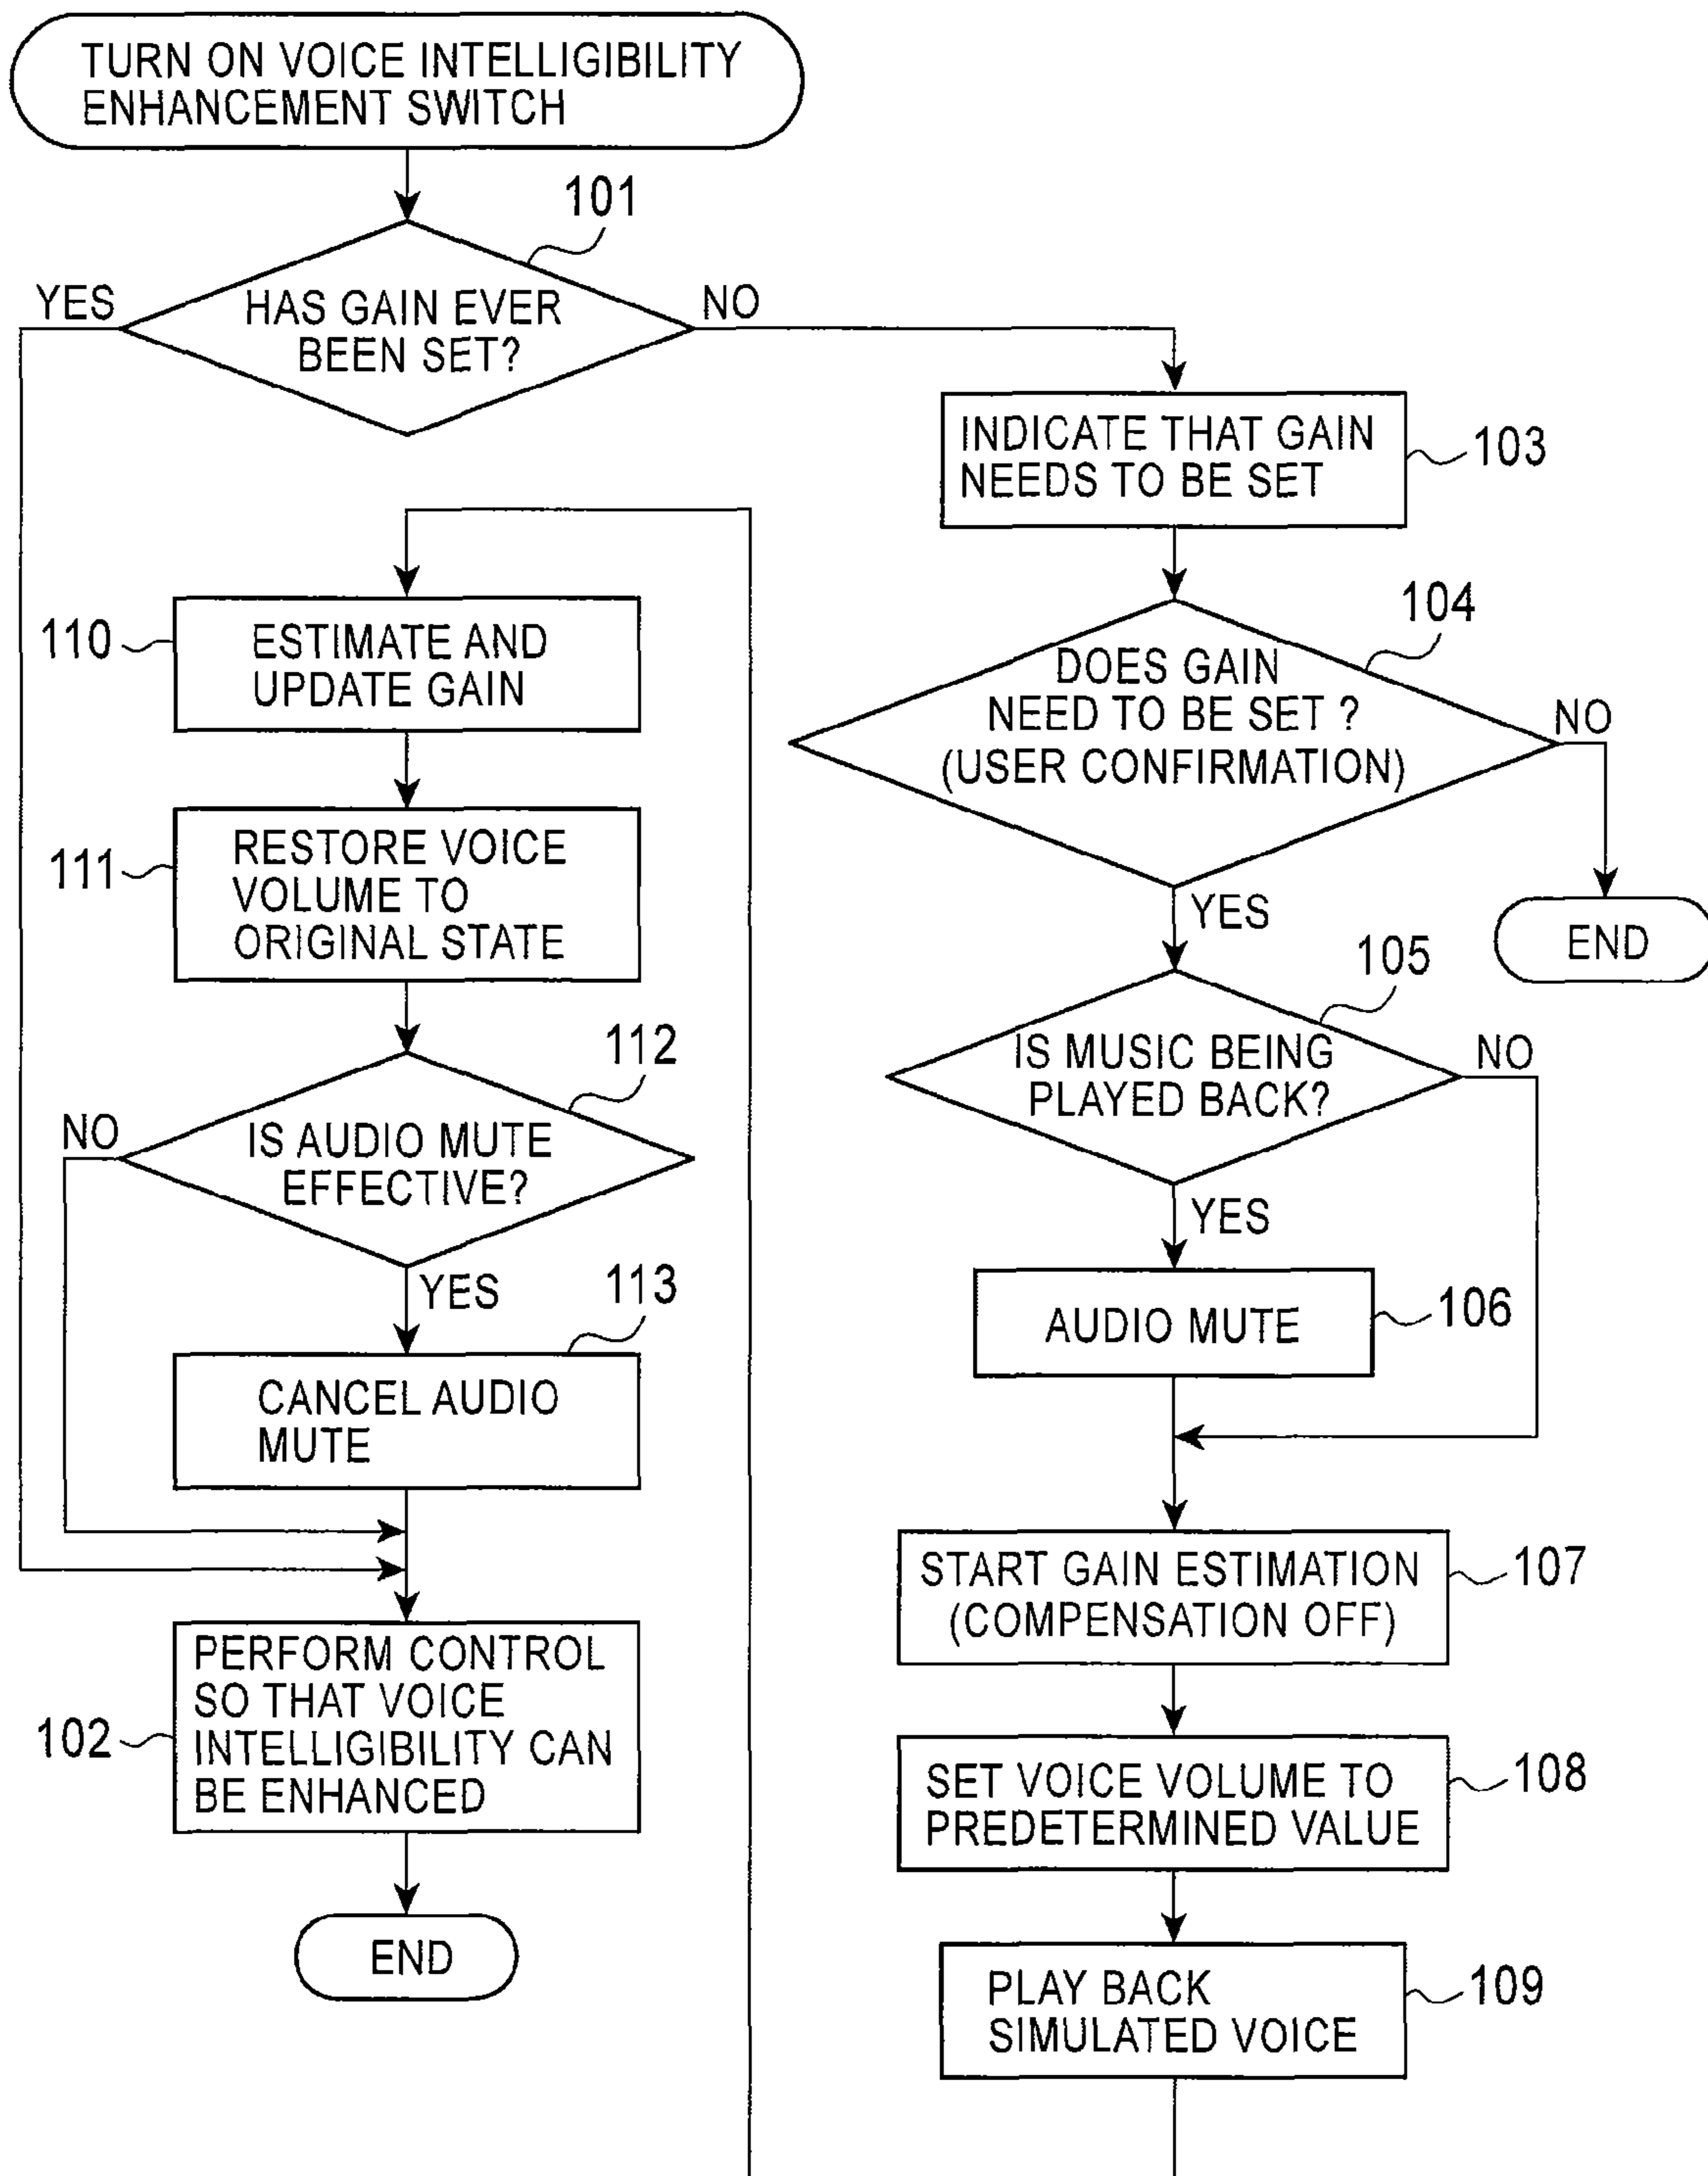 TURN ON VOICE INTELLIGIBILITY
ENHANCEMENT SWITCH
101
HAS GAIN EVER
BEEN SET?
YES
NO
INDICATE THAT GAIN
NEEDS TO BE SET
103
104
DOES GAIN
NEED TO BE SET ?
(USER CONFIRMATION)
NO
END
YES
105
IS MUSIC BEING
PLAYED BACK?
NO
YES
AUDIO MUTE
106
START GAIN ESTIMATION
(COMPENSATION OFF)
107
SET VOICE VOLUME TO
PREDETERMINED VALUE
108
PLAY BACK
SIMULATED VOICE
109
110
ESTIMATE AND
UPDATE GAIN
111
RESTORE VOICE
VOLUME TO
ORIGINAL STATE
112
IS AUDIO MUTE
EFFECTIVE?
NO
YES
113
CANCEL AUDIO
MUTE
102
PERFORM CONTROL
SO THAT VOICE
INTELLIGIBILITY CAN
BE ENHANCED
END